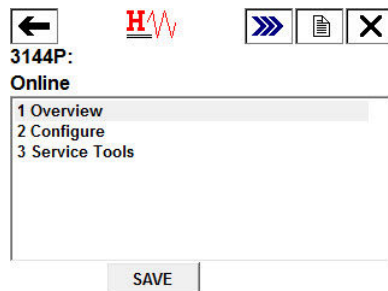 H
3144P:
Online
1 Overview
2 Configure
3 Service Tools
SAVE